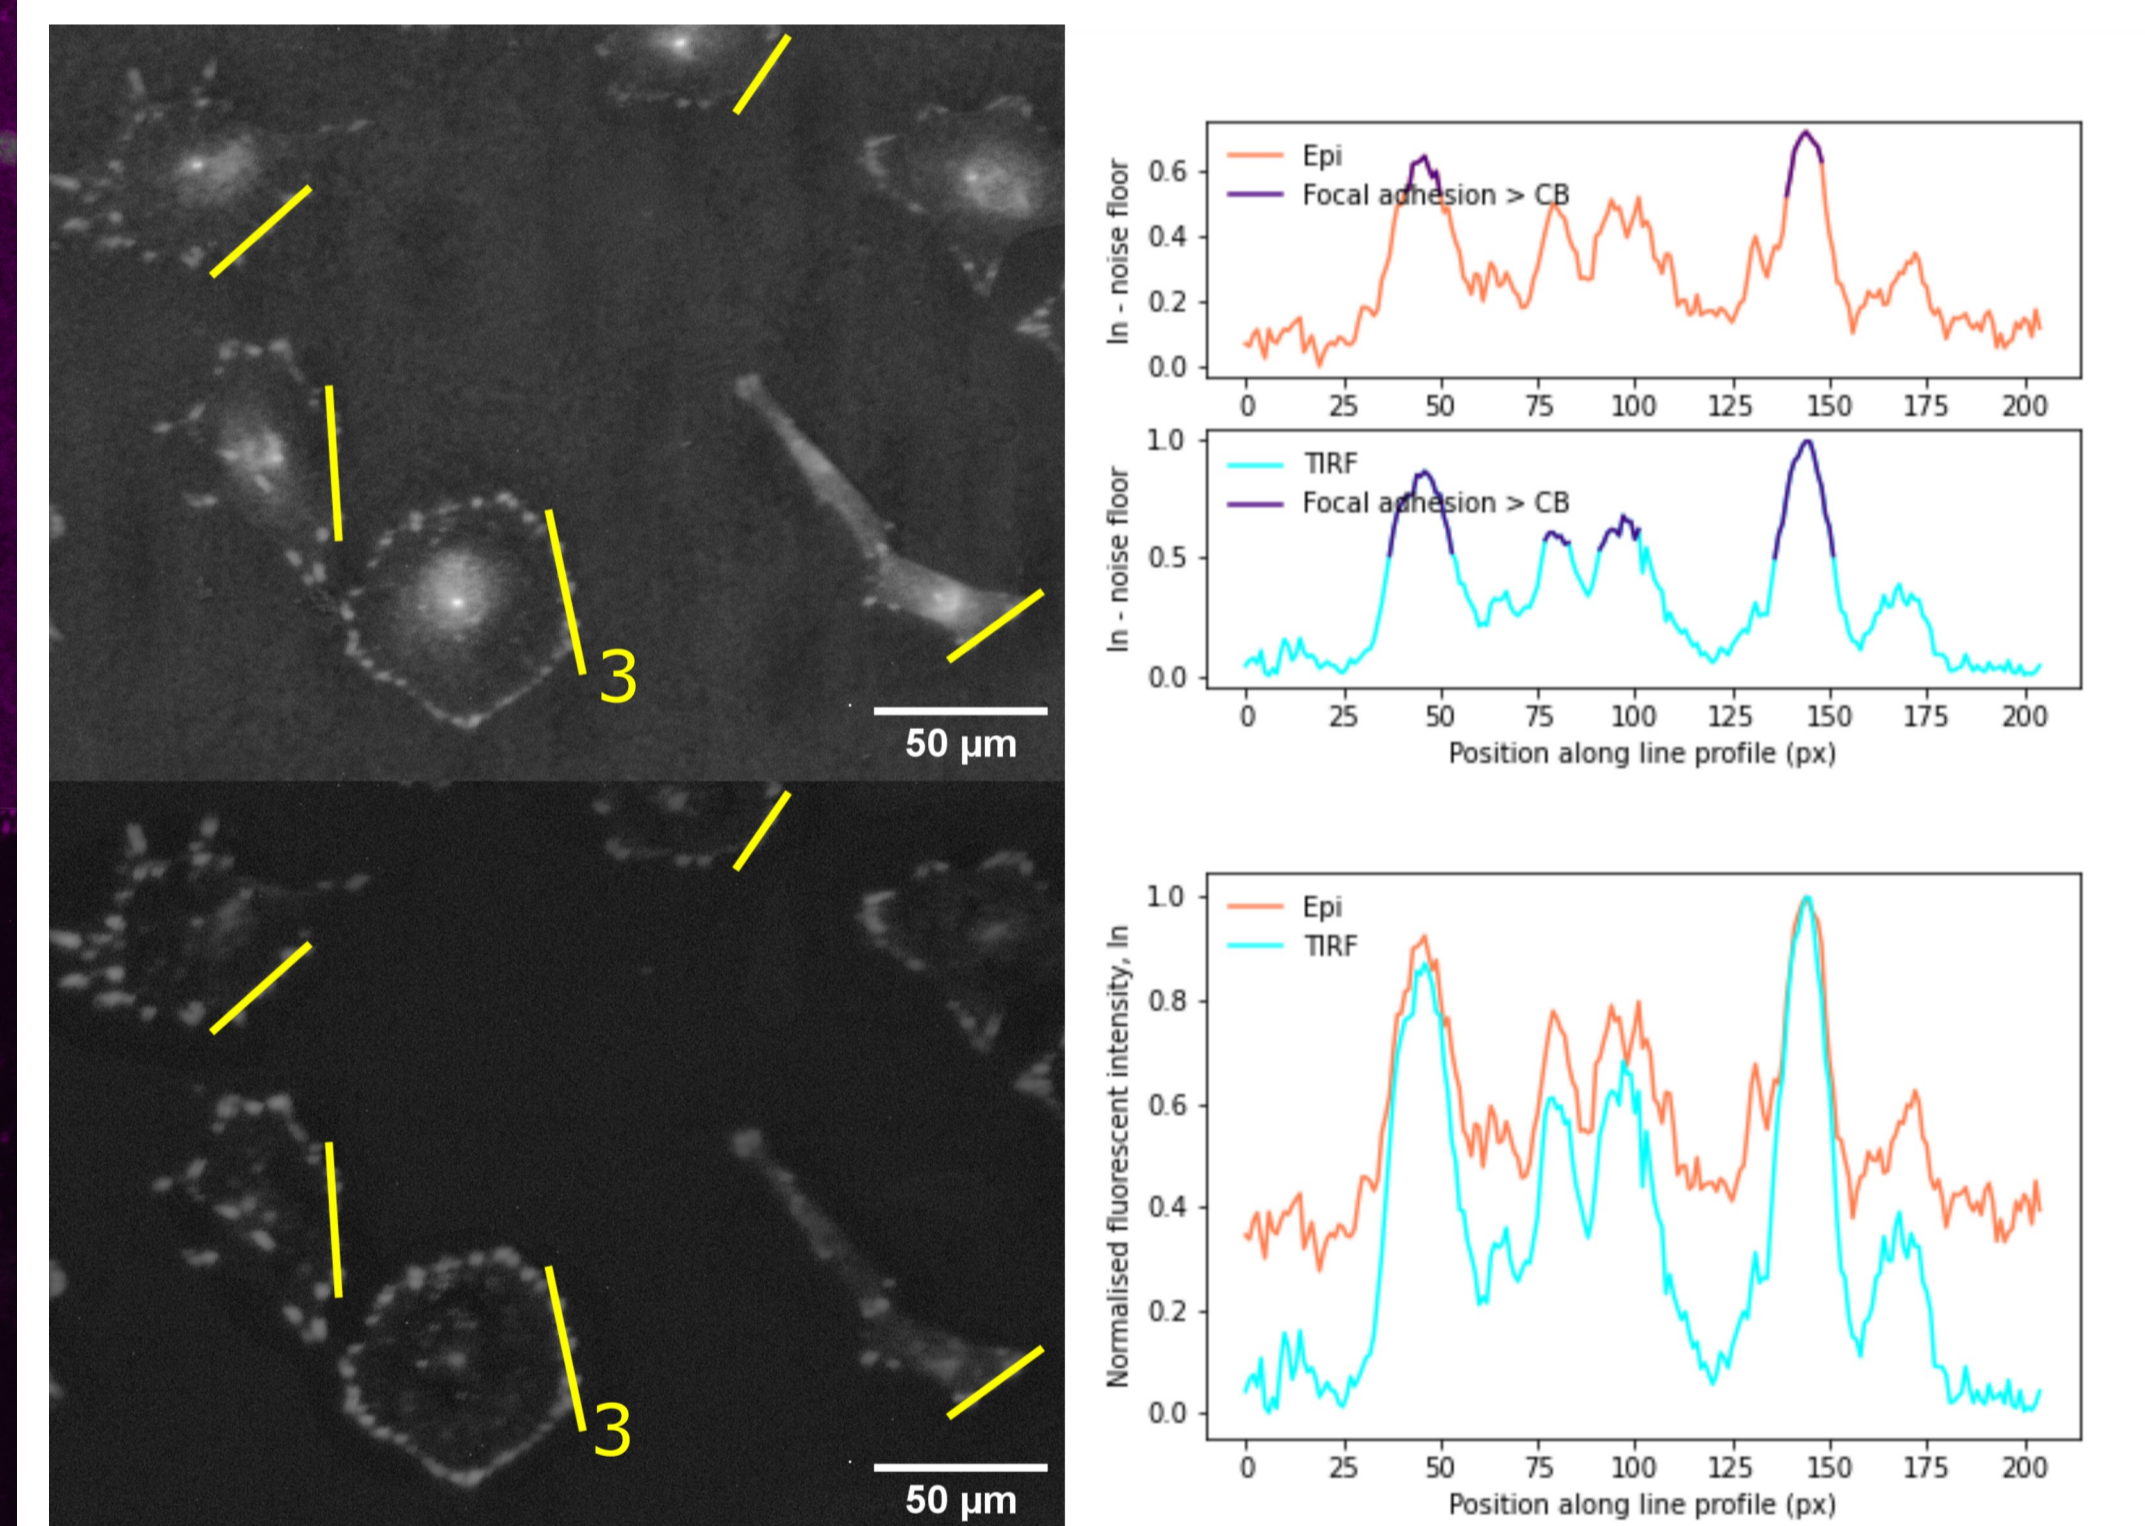 3
50 µm
3
50 µm
In - noise floor
Epi
Focal adhesion > CB
0.6
0.4
0.2
0.0
0 25 50 75 100 125 150 175 200
In - noise floor
TIRF
Focal adhesion > CB
1.0
0.5
0.0
0 25 50 75 100 125 150 175 200
Position along line profile (px)
Normalised fluorescent intensity, In
Epi
TIRF
1.0
0.8
0.6
0.4
0.2
0.0
0 25 50 75 100 125 150 175 200
Position along line profile (px)